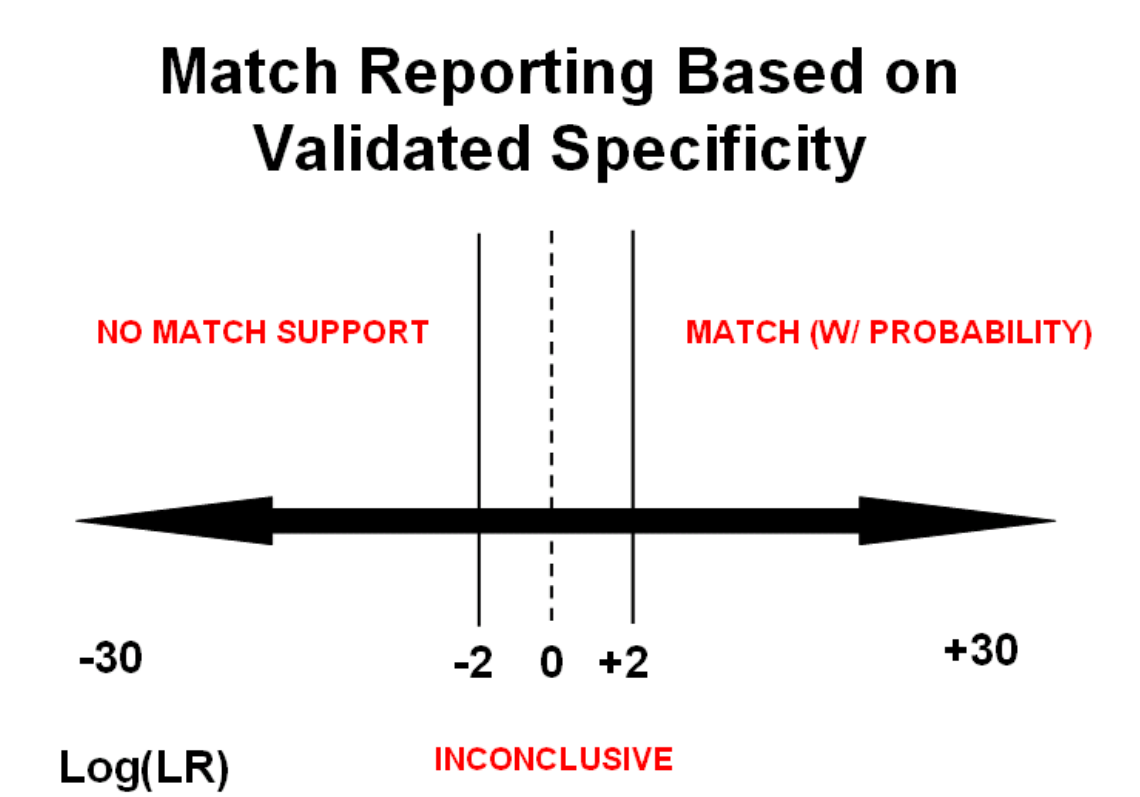 Match Reporting Based on
Validated Specificity
NO MATCH SUPPORT
MATCH (W/ PROBABILITY)
-30
-2
0
+2
+30
Log(LR)
INCONCLUSIVE